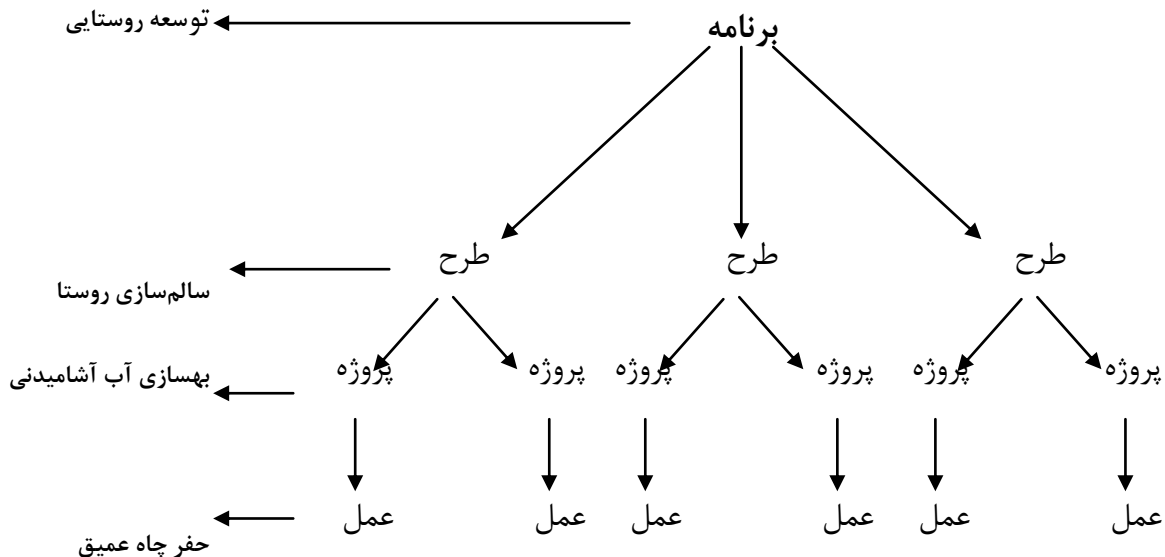 برنامه
توسعه روستایی
طرح طرح طرح
سالم‌سازی روستا
پروژه پروژه پروژه پروژه پروژه پروژه
بهسازی آب آشامیدنی
عمل عمل عمل عمل عمل عمل
حفر چاه عمیق